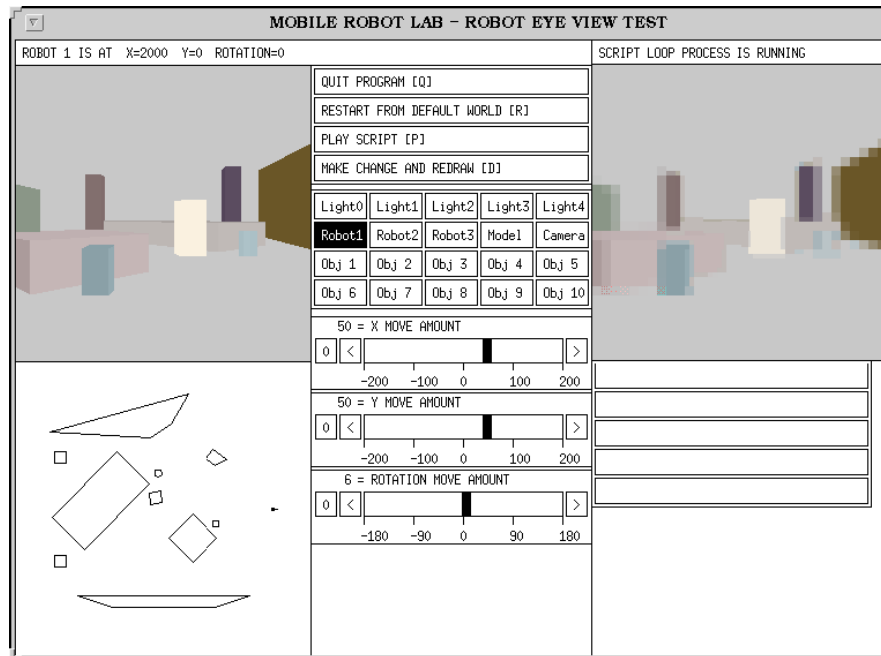 MOBILE ROBOT LAB - ROBOT EYE VIEW TEST
ROBOT 1 IS AT X=2000 Y=0 ROTATION=0
SCRIPT LOOP PROCESS IS RUNNING
QUIT PROGRAM [Q]
RESTART FROM DEFAULT WORLD [R]
PLAY SCRIPT [P]
MAKE CHANGE AND REDRAW [D]
Light0 Light1 Light2 Light3 Light4
Robot1 Robot2 Robot3 Model Camera
Obj 1 Obj 2 Obj 3 Obj 4 Obj 5
Obj 6 Obj 7 Obj 8 Obj 9 Obj 10
50 = X MOVE AMOUNT
0 < >
-200 -100 0 100 200
50 = Y MOVE AMOUNT
0 < >
-200 -100 0 100 200
6 = ROTATION MOVE AMOUNT
0 < >
-180 -90 0 90 180